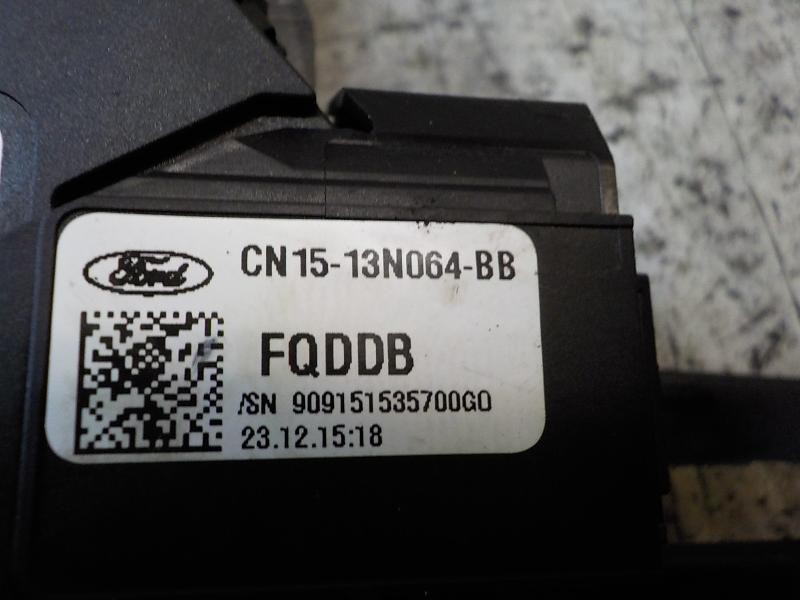 Ford
CN15-13N064-BB
FQDDB
/SN 909151535700G0
23.12.15:18